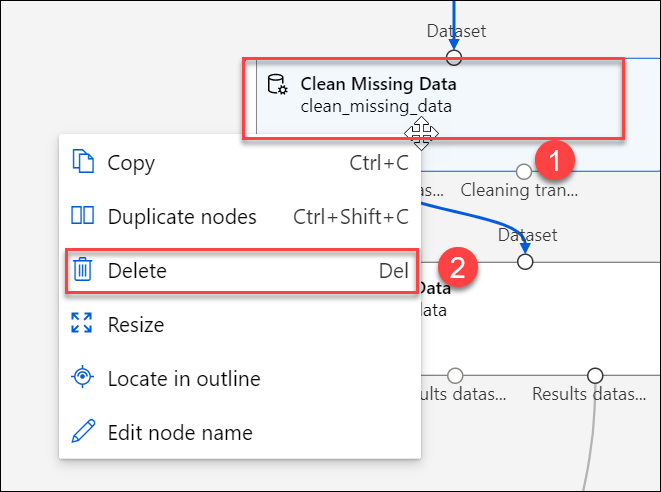 Dataset
Clean Missing Data
clean_missing_data
1
as... Cleaning tran...
Copy Ctrl+C
Duplicate nodes Ctrl+Shift+C
Dataset
Delete Del
2
Data
data
Resize
Locate in outline
ults datas... Results datas...
Edit node name